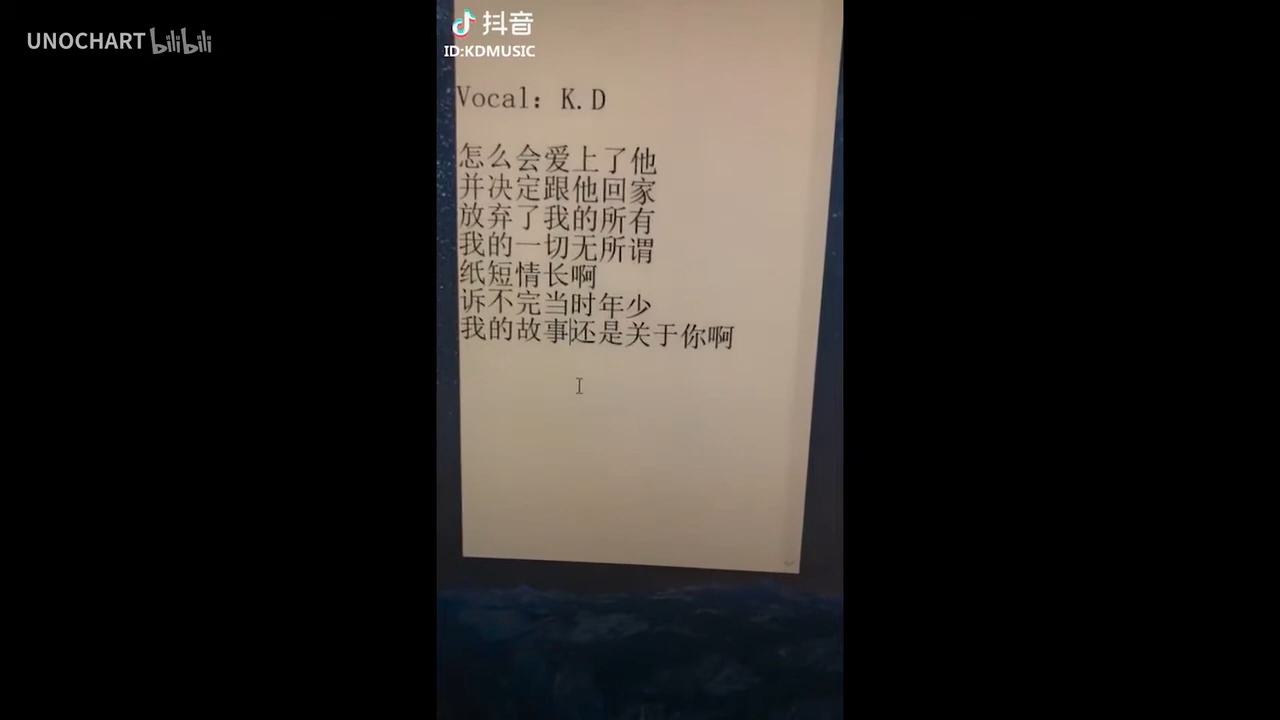 UNOCHART bilibili
抖音
ID:KDMUSIC
Vocal: K.D
怎么会爱上了他
并决定跟他回家
放弃了我的所有
我的一切无所谓
纸短情长啊
诉不完当时年少
我的故事还是关于你啊